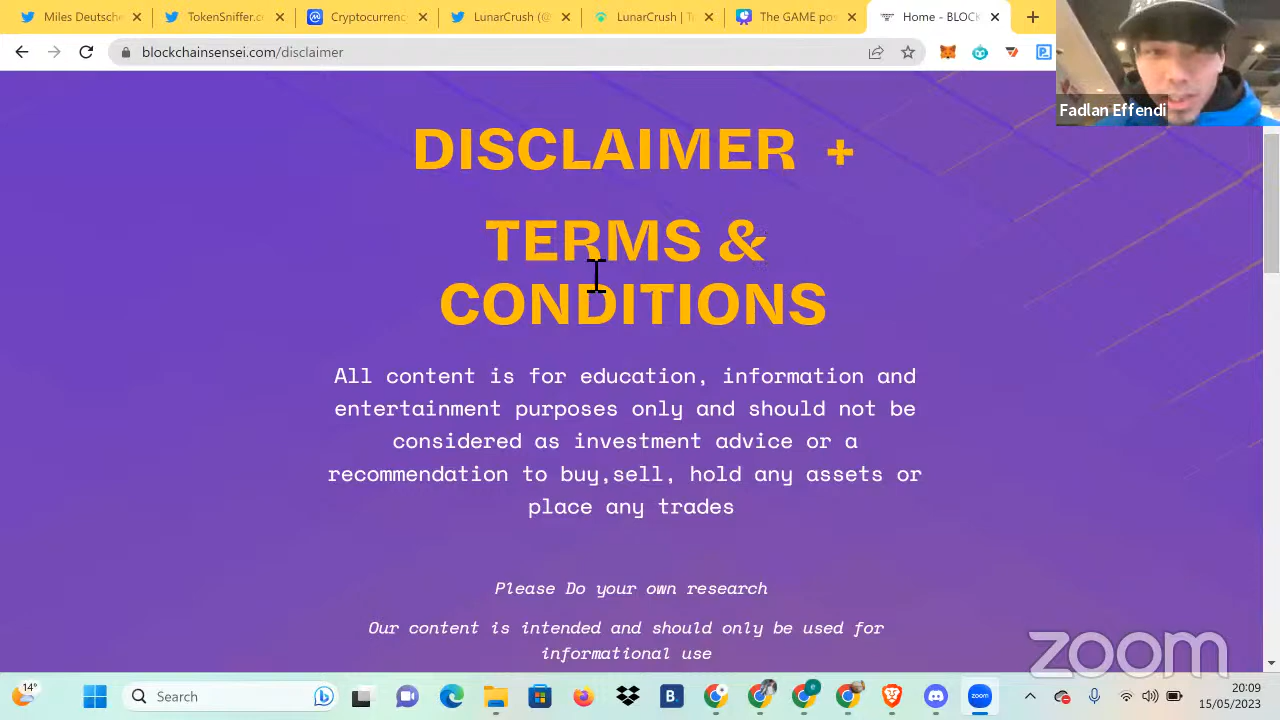 Miles Deutsche
TokenSniffer.c
Cryptocurrenc
LunarCrush (@
LunarCrush | T
The GAME pos
Home - BLOCK
blockchainsensei.com/disclaimer
Fadlan Effendi
DISCLAIMER +
TERMS &
CONDITIONS
All content is for education, information and
entertainment purposes only and should not be
considered as investment advice or a
recommendation to buy,sell, hold any assets or
place any trades
Please Do your own research
Our content is intended and should only be used for
informational use
zoom
14°
Search
zoom
20:09
15/05/2023